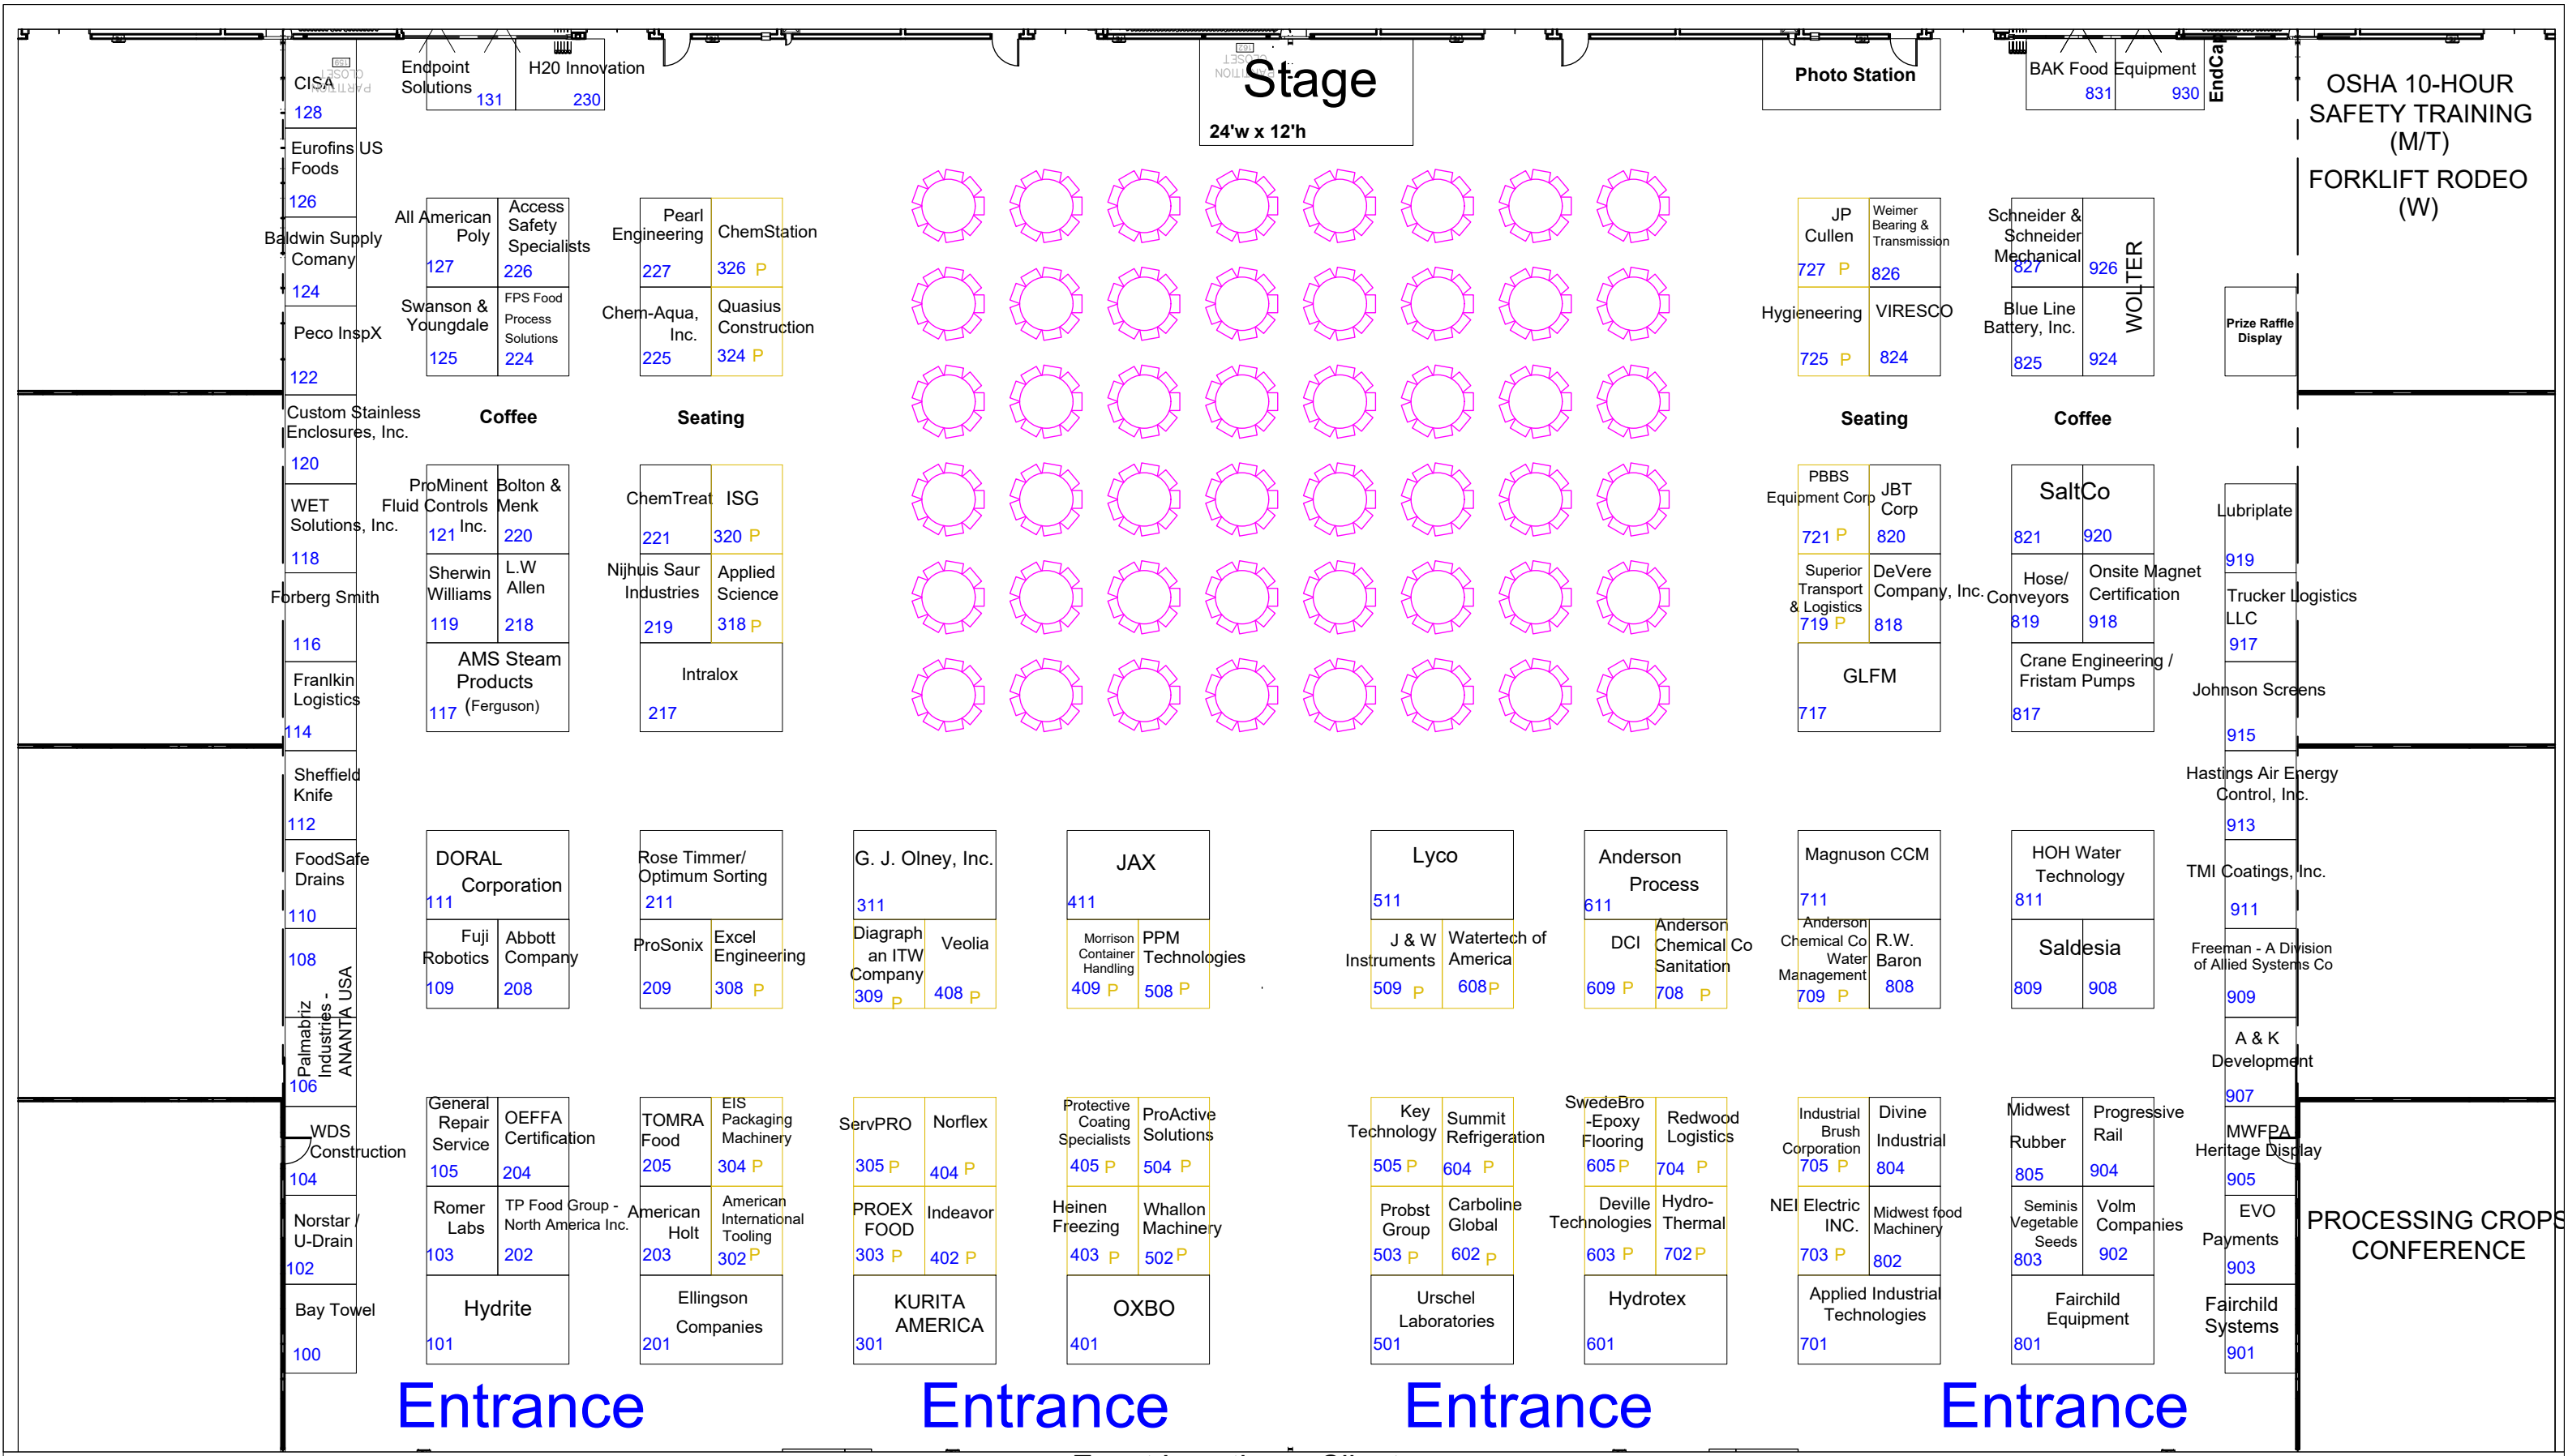 CISA
128
159
CLOSET
PARTITION
Endpoint
Solutions
131
H20 Innovation
230
162
CLOSET
PARTITION
Stage
24'w x 12'h
Photo Station
BAK Food Equipment
831
930
EndCap
OSHA 10-HOUR
SAFETY TRAINING
(M/T)
FORKLIFT RODEO
(W)
Eurofins US
Foods
126
Baldwin Supply
Comany
124
Peco InspX
122
Custom Stainless
Enclosures, Inc.
120
WET
Solutions, Inc.
118
Forberg Smith
116
Franlkin
Logistics
114
Sheffield
Knife
112
FoodSafe
Drains
110
108
Palmabriz
Industries -
ANANTA USA
106
WDS
Construction
104
Norstar /
U-Drain
102
Bay Towel
100
All American
Poly
127
Access
Safety
Specialists
226
Swanson &
Youngdale
125
FPS Food
Process
Solutions
224
Coffee
ProMinent
Fluid Controls
Inc.
121
Bolton &
Menk
220
Sherwin
Williams
119
L.W
Allen
218
AMS Steam
Products
(Ferguson)
117
DORAL
Corporation
111
Fuji
Robotics
109
Abbott
Company
208
General
Repair
Service
105
OEFFA
Certification
204
Romer
Labs
103
TP Food Group -
North America Inc.
202
Hydrite
101
Pearl
Engineering
227
ChemStation
326 P
Chem-Aqua,
Inc.
225
Quasius
Construction
324 P
Seating
ChemTreat
221
ISG
320 P
Nijhuis Saur
Industries
219
Applied
Science
318 P
Intralox
217
Rose Timmer/
Optimum Sorting
211
ProSonix
209
Excel
Engineering
308 P
TOMRA
Food
205
EIS
Packaging
Machinery
304 P
American
Holt
203
American
International
Tooling
302 P
Ellingson
Companies
201
G. J. Olney, Inc.
311
Diagraph
an ITW
Company
309 P
Veolia
408 P
ServPRO
305 P
Norflex
404 P
PROEX
FOOD
303 P
Indeavor
402 P
KURITA
AMERICA
301
JAX
411
Morrison
Container
Handling
409 P
PPM
Technologies
508 P
Protective
Coating
Specialists
405 P
ProActive
Solutions
504 P
Heinen
Freezing
403 P
Whallon
Machinery
502 P
OXBO
401
Lyco
511
J & W
Instruments
509 P
Watertech of
America
608 P
Key
Technology
505 P
Summit
Refrigeration
604 P
Probst
Group
503 P
Carboline
Global
602 P
Urschel
Laboratories
501
Anderson
Process
611
DCI
609 P
Anderson
Chemical Co
Sanitation
708 P
SwedeBro
-Epoxy
Flooring
605 P
Redwood
Logistics
704 P
Deville
Technologies
603 P
Hydro-
Thermal
702 P
Hydrotex
601
JP
Cullen
727 P
Weimer
Bearing &
Transmission
826
Hygieneering
725 P
VIRESCO
824
Seating
PBBS
Equipment Corp
721 P
JBT
Corp
820
Superior
Transport
& Logistics
719 P
DeVere
Company, Inc.
818
GLFM
717
Magnuson CCM
711
Anderson
Chemical Co
Water
Management
709 P
R.W.
Baron
808
Industrial
Brush
Corporation
705 P
Divine
Industrial
804
NEI Electric
INC.
703 P
Midwest food
Machinery
802
Applied Industrial
Technologies
701
Schneider &
Schneider
Mechanical
827
926
WOLTER
Blue Line
Battery, Inc.
825
924
Coffee
SaltCo
821
920
Hose/
Conveyors
819
Onsite Magnet
Certification
918
Crane Engineering /
Fristam Pumps
817
HOH Water
Technology
811
Saldesia
809
908
Midwest
Rubber
805
Progressive
Rail
904
Seminis
Vegetable
Seeds
803
Volm
Companies
902
Fairchild
Equipment
801
Prize Raffle
Display
Lubriplate
919
Trucker Logistics
LLC
917
Johnson Screens
915
Hastings Air Energy
Control, Inc.
913
TMI Coatings, Inc.
911
Freeman - A Division
of Allied Systems Co
909
A & K
Development
907
MWFPA
Heritage Display
905
EVO
Payments
903
Fairchild
Systems
901
PROCESSING CROPS
CONFERENCE
Entrance
Entrance
Entrance
Entrance